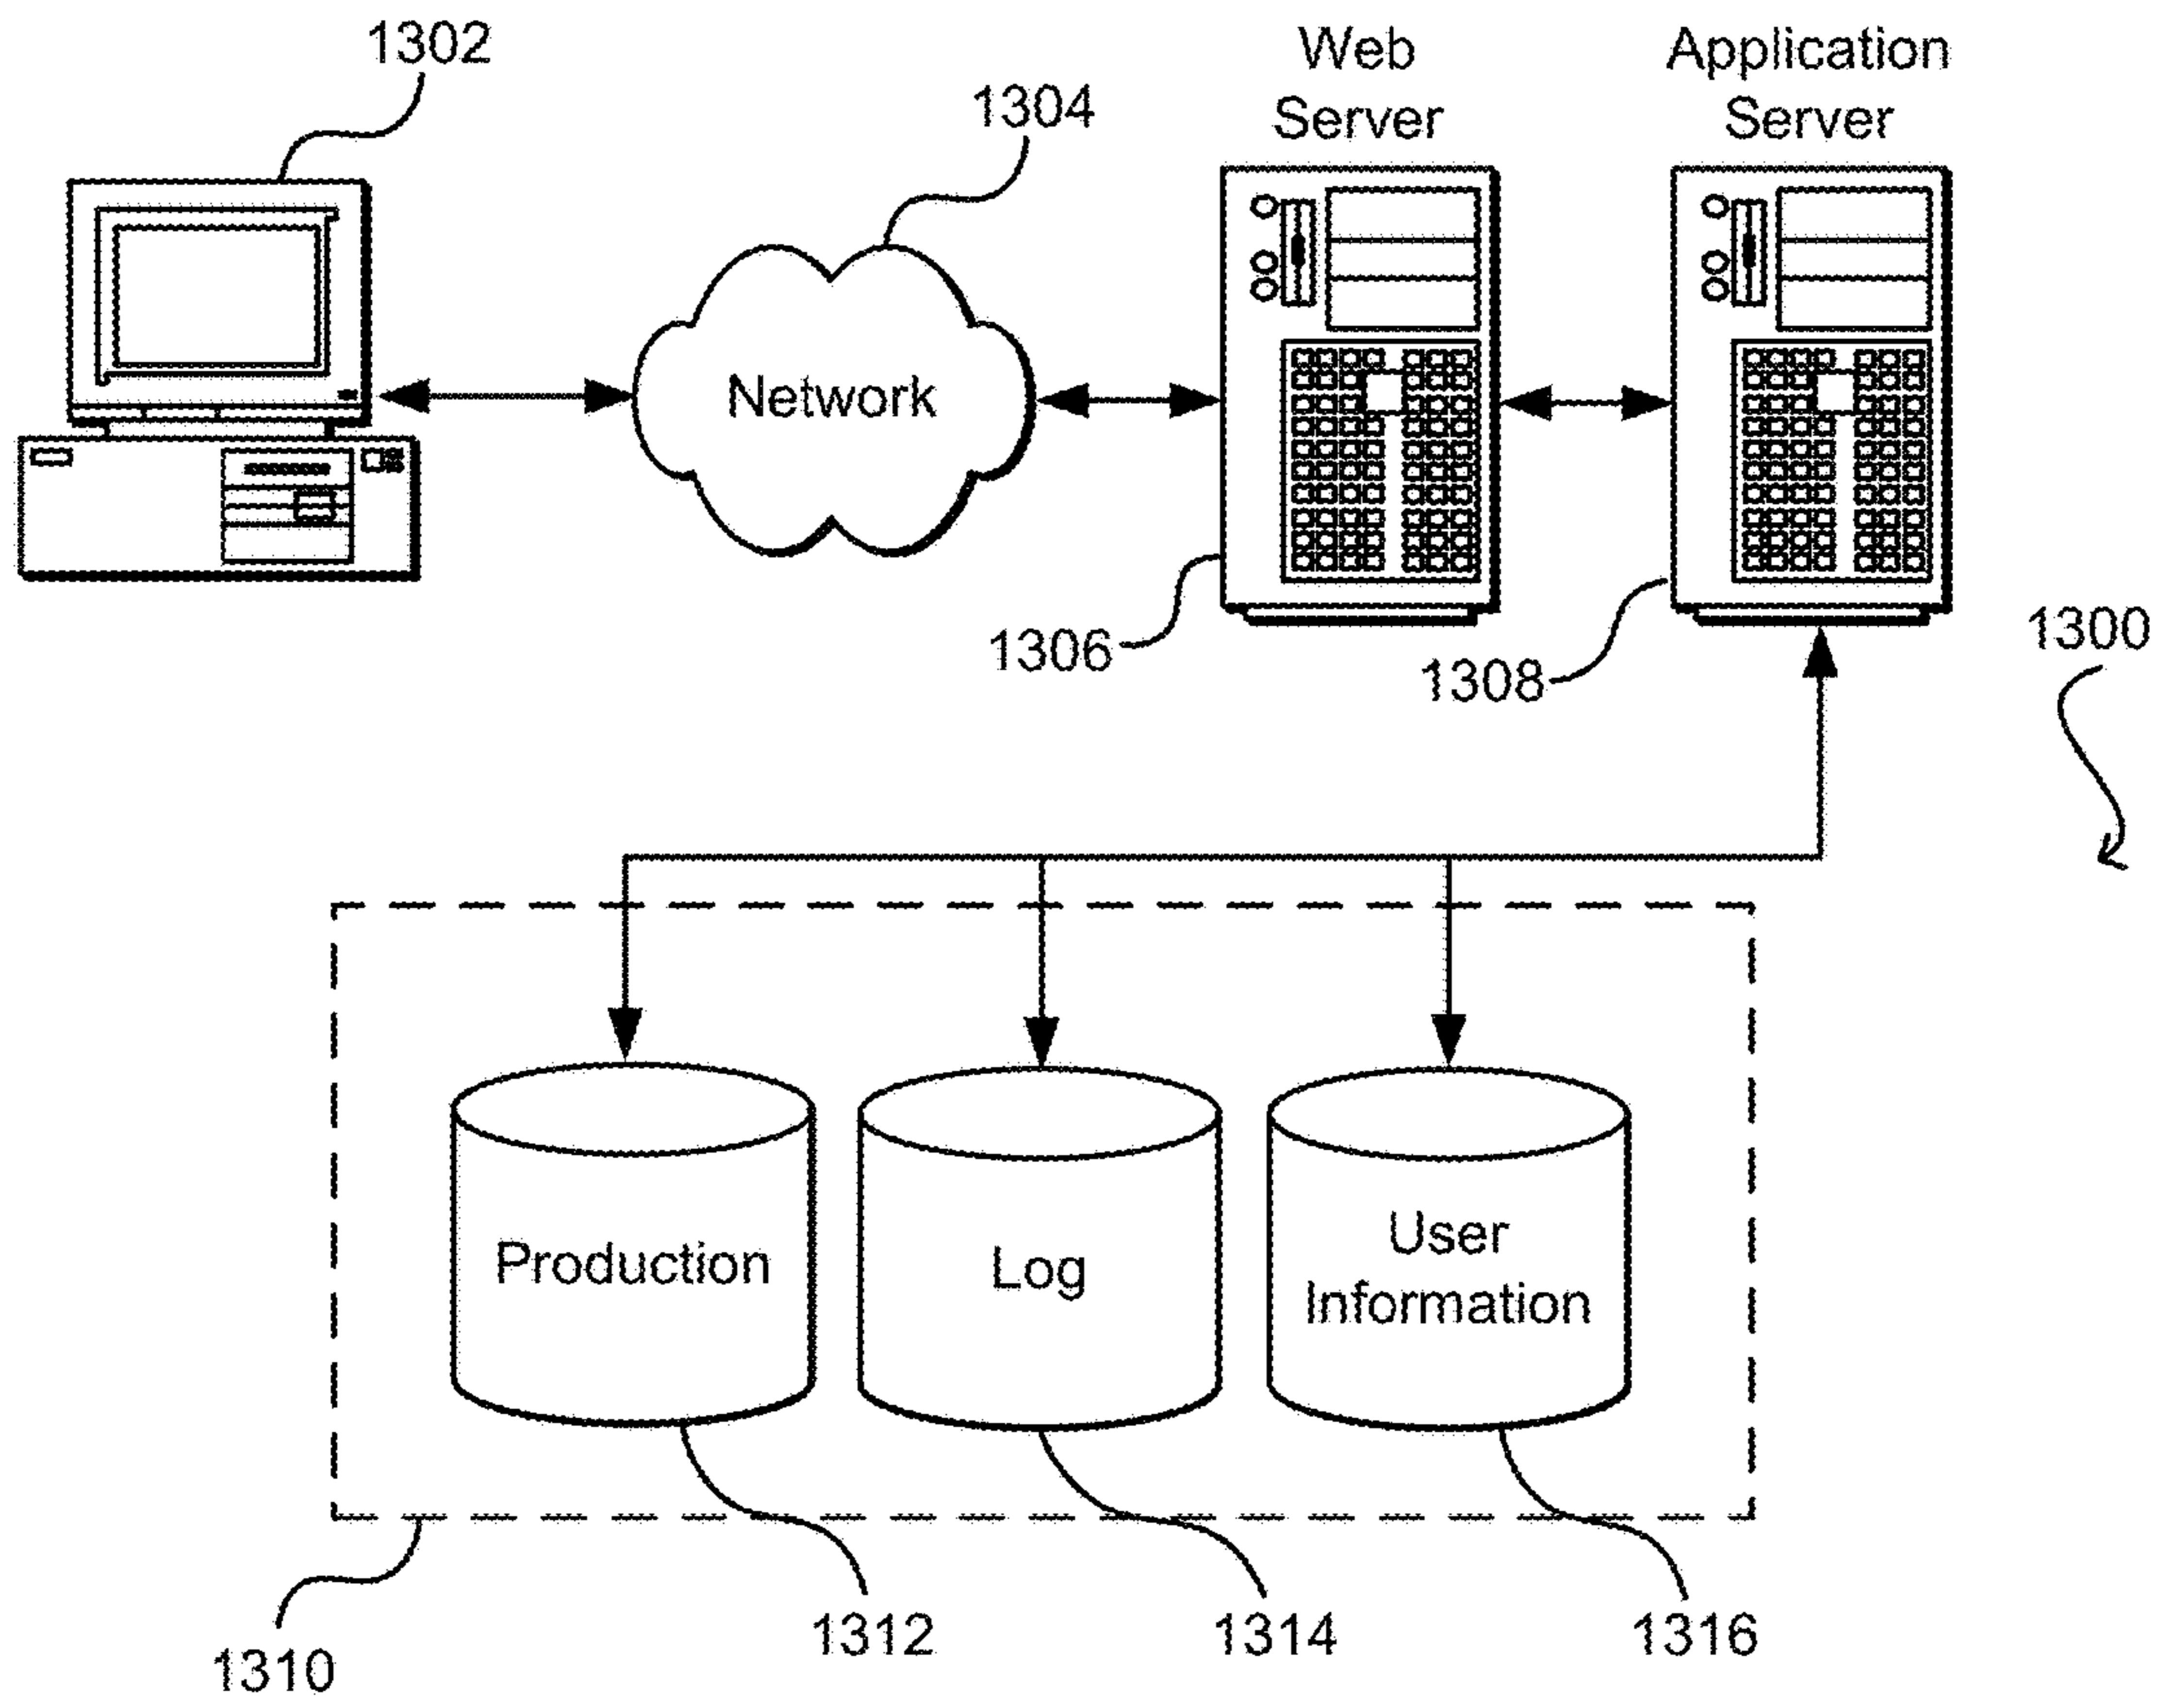 1302
1304
Web
Server
Application
Server
Network
1306
1308
1300
Production
Log
User
Information
1310
1312
1314
1316